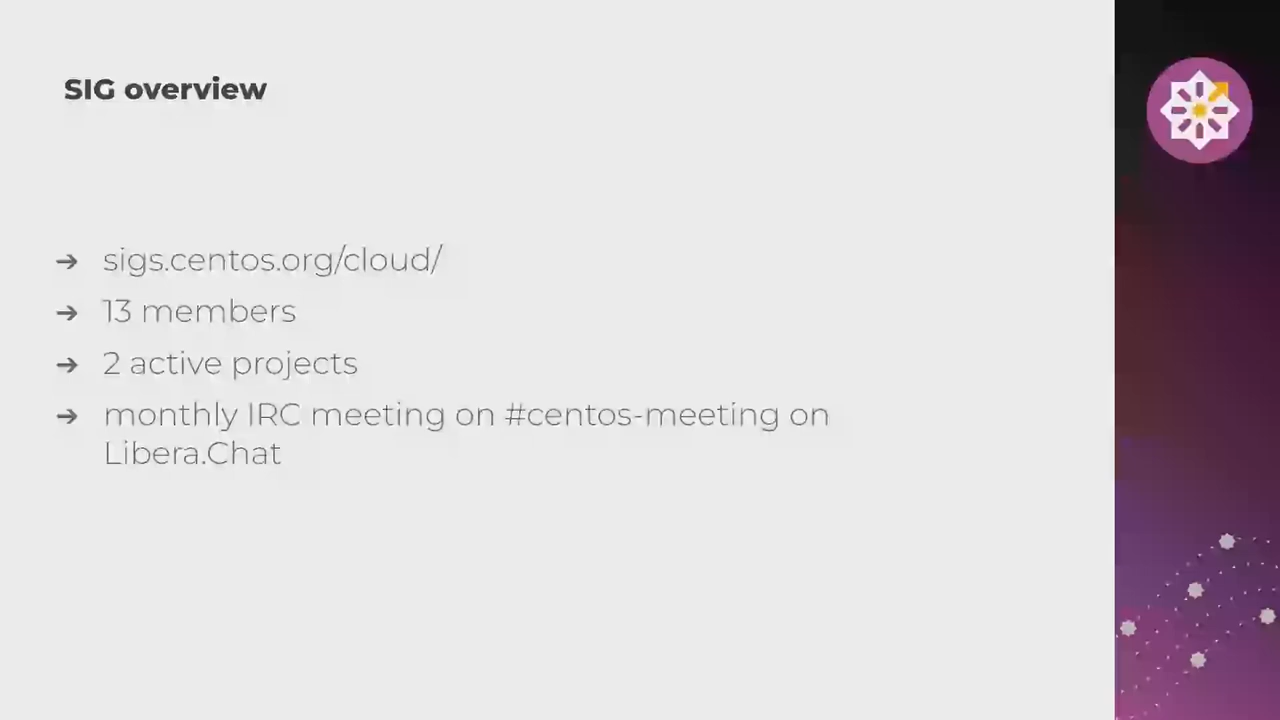 SIG overview
➔ sigs.centos.org/cloud/
➔ 13 members
➔ 2 active projects
➔ monthly IRC meeting on #centos-meeting on
Libera.Chat